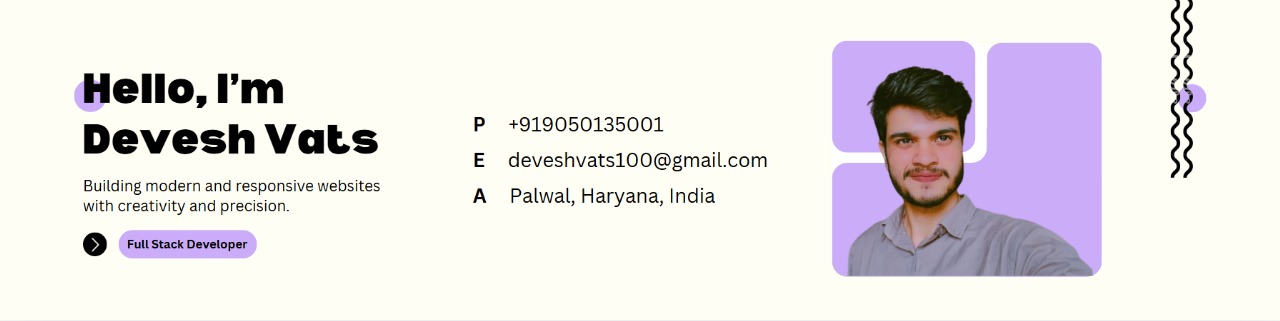 Hello, I'm
Devesh Vats
Building modern and responsive websites
with creativity and precision.
Full Stack Developer
P +919050135001
E deveshvats100@gmail.com
A Palwal, Haryana, India